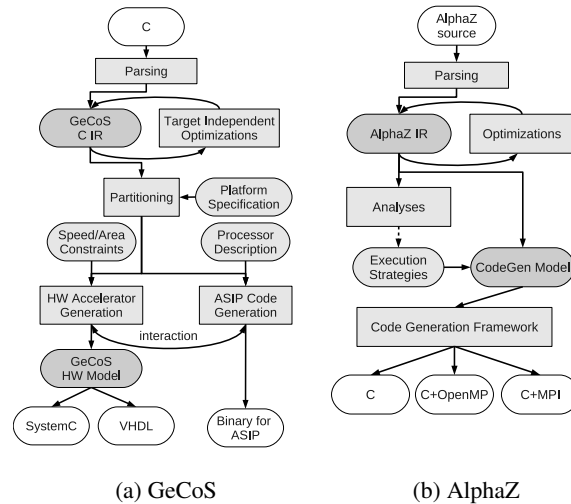 C
Parsing
GeCoS
C IR
Target Independent
Optimizations
Partitioning
Platform
Specification
Speed/Area
Constraints
Processor
Description
HW Accelerator
Generation
ASIP Code
Generation
interaction
GeCoS
HW Model
SystemC
VHDL
Binary for
ASIP
(a) GeCoS
AlphaZ
source
Parsing
AlphaZ IR
Optimizations
Analyses
Execution
Strategies
CodeGen Model
Code Generation Framework
C
C+OpenMP
C+MPI
(b) AlphaZ